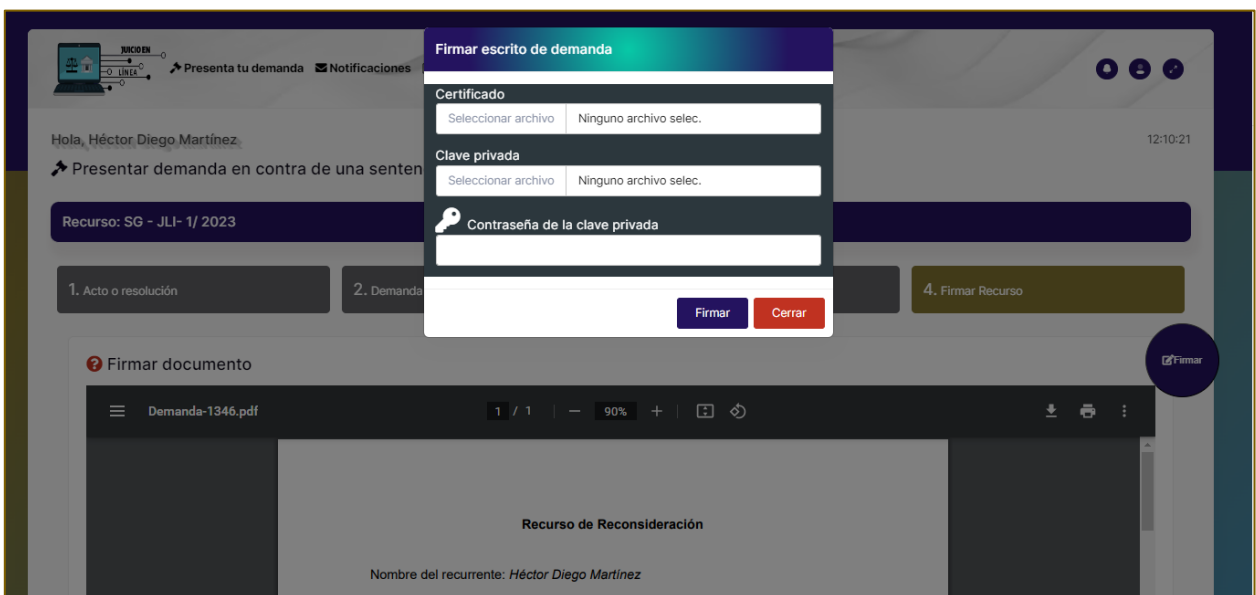 JUICIO EN
LÍNEA
Presenta tu demanda Notificaciones
Firmar escrito de demanda
Certificado
Seleccionar archivo Ninguno archivo selec.
Hola, Héctor Diego Martínez
12:10:21
Clave privada
Presentar demanda en contra de una senten
Seleccionar archivo Ninguno archivo selec.
Recurso: SG - JLI- 1/ 2023
Contraseña de la clave privada
1. Acto o resolución
2. Demanda
4. Firmar Recurso
Firmar Cerrar
Firmar documento
Firmar
Demanda-1346.pdf
1 / 1
90%
Recurso de Reconsideración
Nombre del recurrente: Héctor Diego Martínez